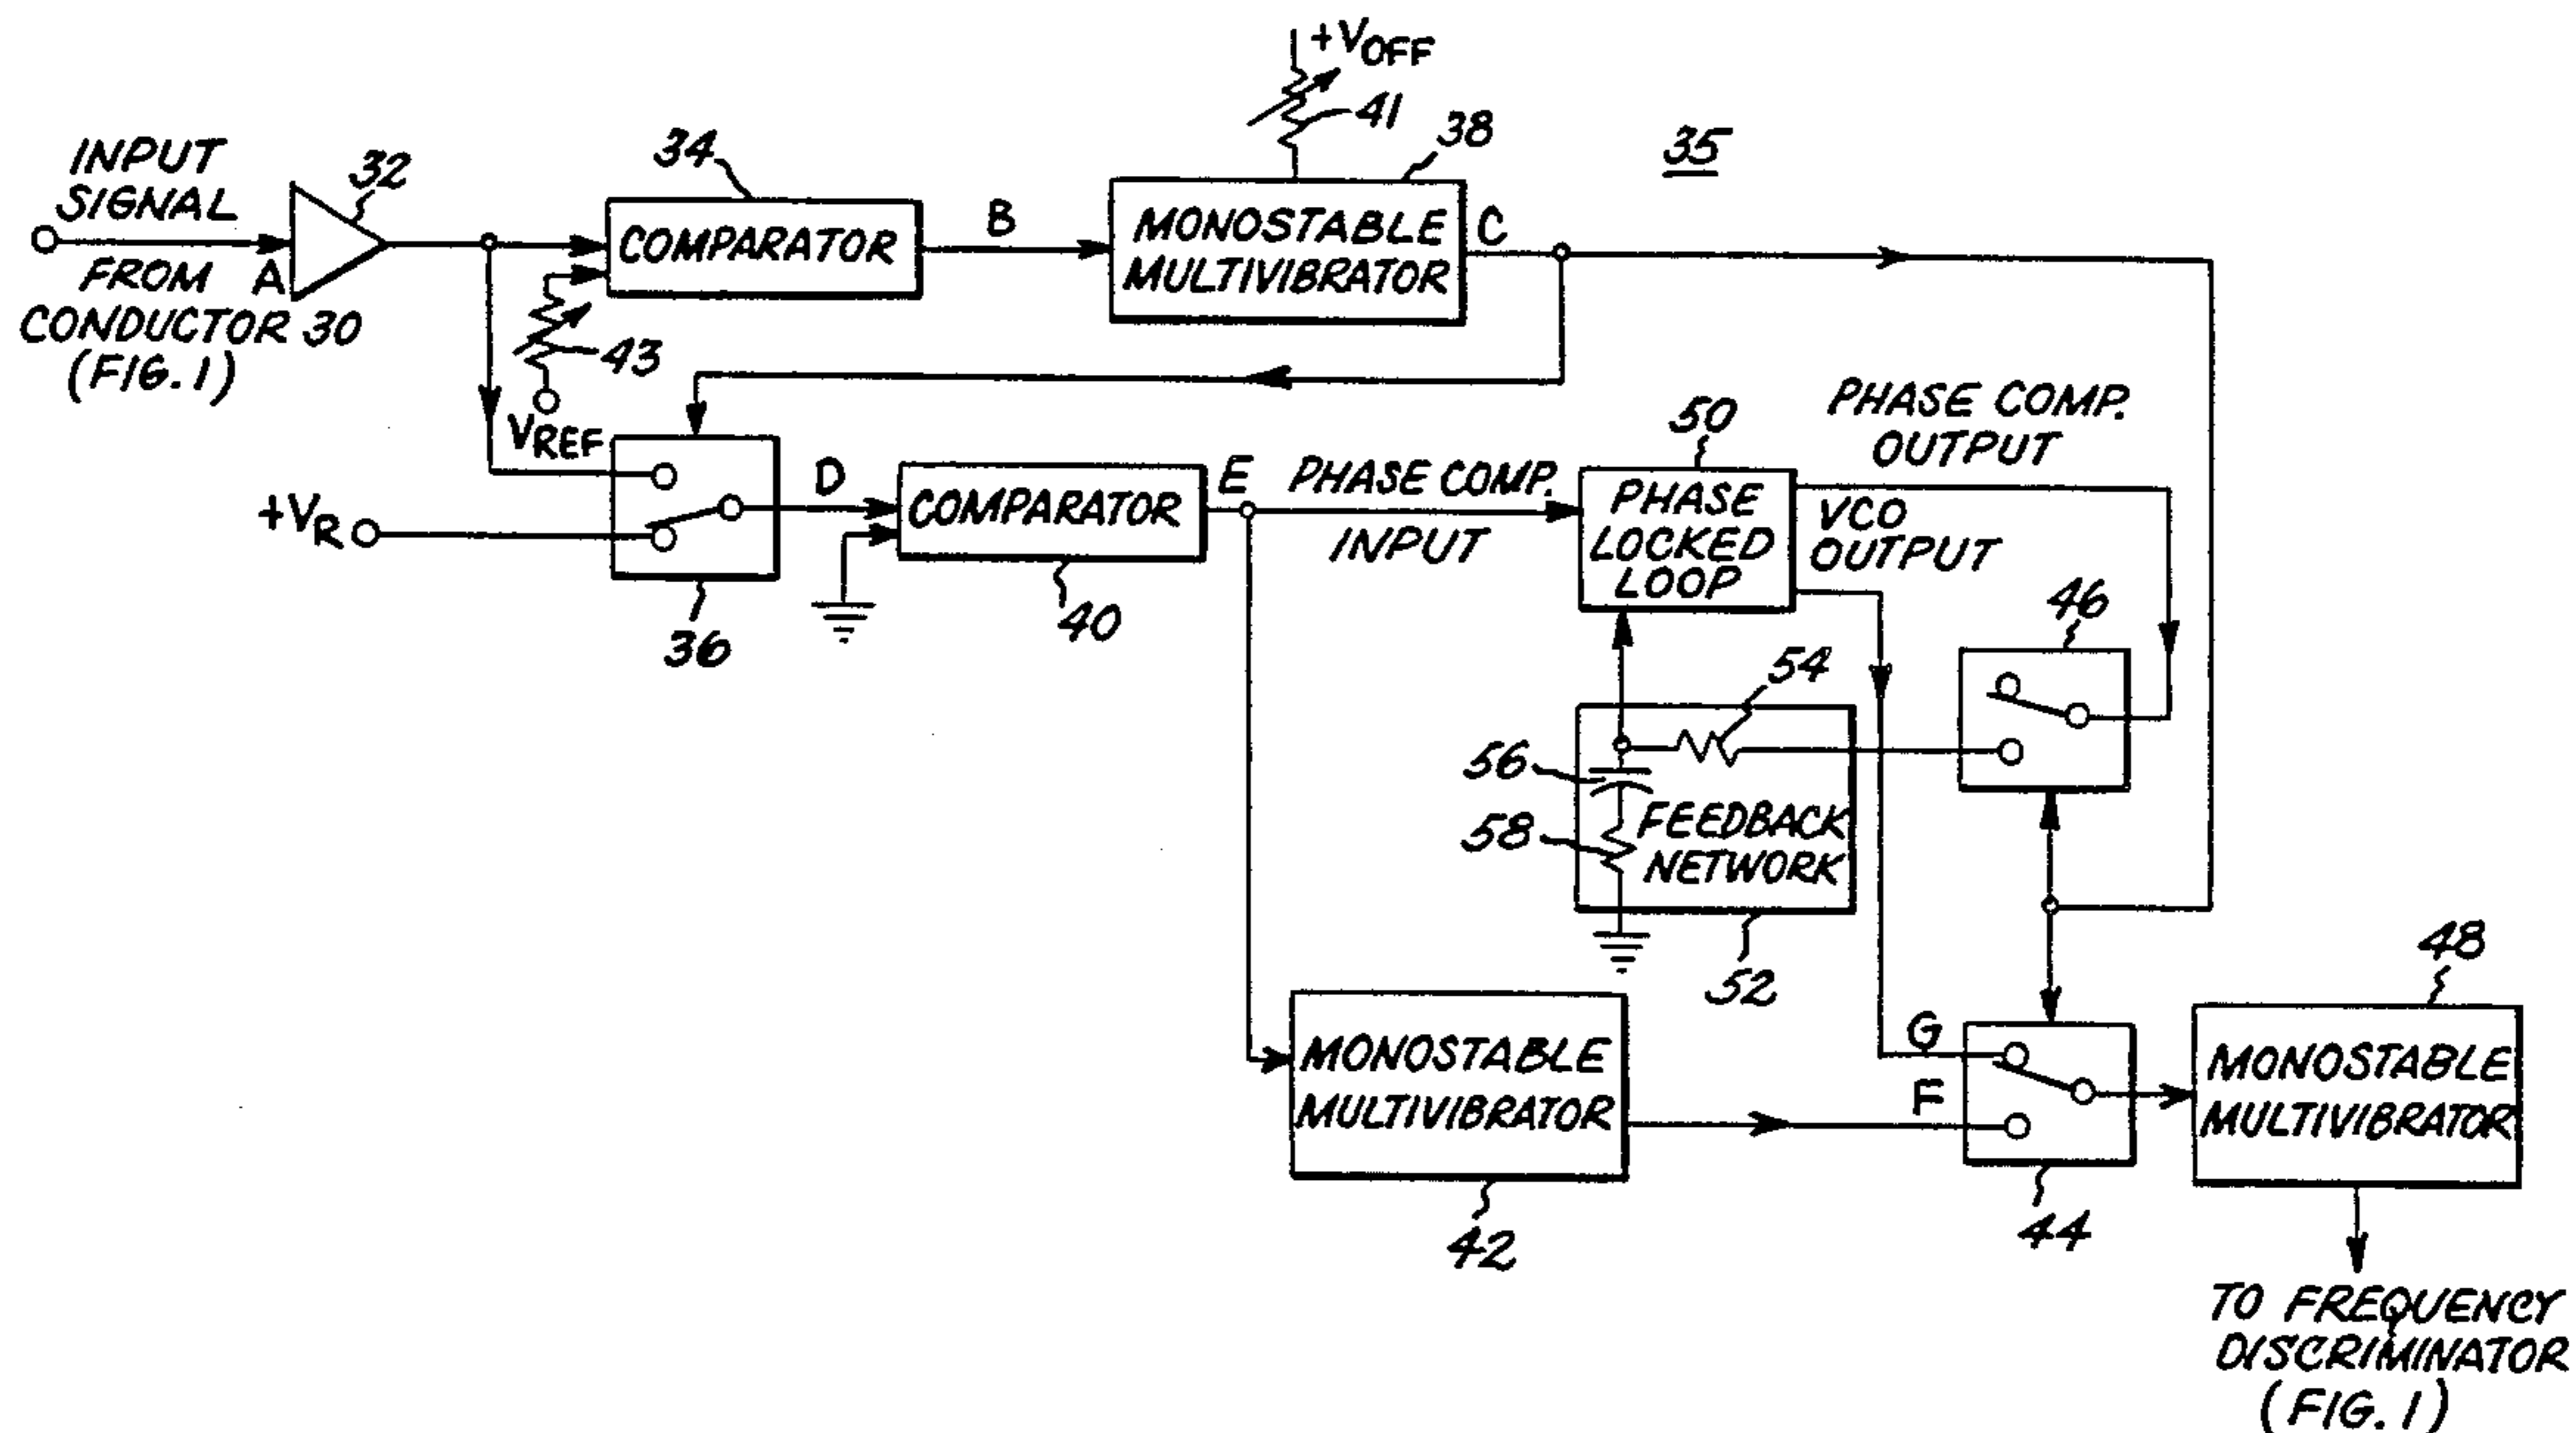 +VOFF
41
38
35
34
32
INPUT
SIGNAL
A
FROM
CONDUCTOR 30
(FIG. 1)
COMPARATOR
B
MONOSTABLE
MULTIVIBRATOR
C
43
VREF
+VR
36
D
COMPARATOR
40
E
PHASE COMP.
INPUT
50
PHASE
LOCKED
LOOP
PHASE COMP.
OUTPUT
VCO
OUTPUT
46
54
56
58
FEEDBACK
NETWORK
52
48
MONOSTABLE
MULTIVIBRATOR
42
G
F
44
MONOSTABLE
MULTIVIBRATOR
TO FREQUENCY
DISCRIMINATOR
(FIG. 1)